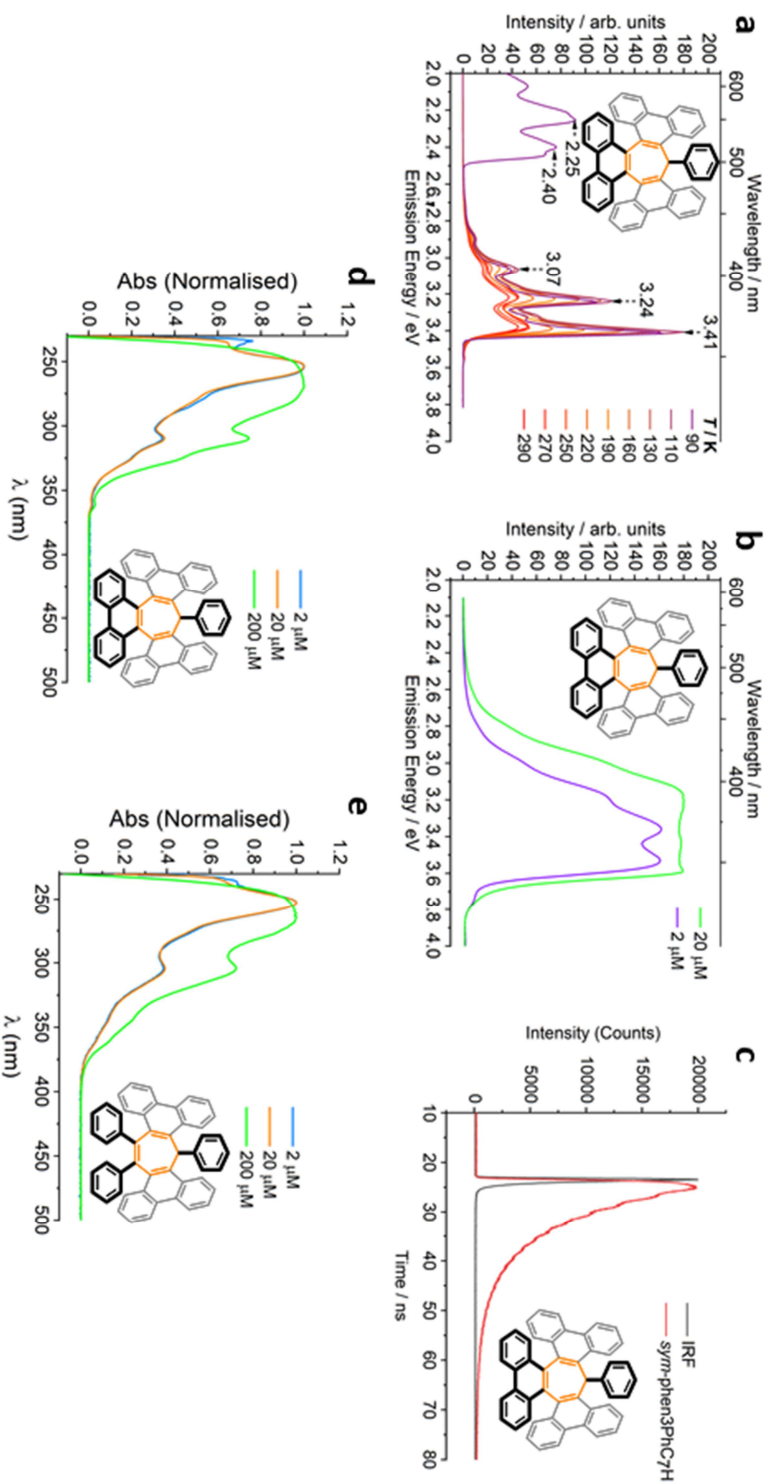 a
Wavelength / nm
600 500 400
200
180
160
140
120
100
80
60
40
20
0
Intensity / arb. units
2.25
2.40
3.07
3.24
3.41
T / K
90
110
130
160
190
220
250
270
290
2.0 2.2 2.4 2.6 2.8 3.0 3.2 3.4 3.6 3.8 4.0
Emission Energy / eV
b
Wavelength / nm
600 500 400
200
180
160
140
120
100
80
60
40
20
0
Intensity / arb. units
20 µM
2 µM
2.0 2.2 2.4 2.6 2.8 3.0 3.2 3.4 3.6 3.8 4.0
Emission Energy / eV
c
20000
150000
100000
50000
0
Intensity (Counts)
IRF
sym-phen3PhC7H
10 20 30 40 50 60 70 80
Time / ns
d
1.2
1.0
0.8
0.6
0.4
0.2
0.0
Abs (Normalised)
2 µM
20 µM
200 µM
250 300 350 400 450 500
λ (nm)
e
1.2
1.0
0.8
0.6
0.4
0.2
0.0
Abs (Normalised)
2 µM
20 µM
200 µM
250 300 350 400 450 500
λ (nm)